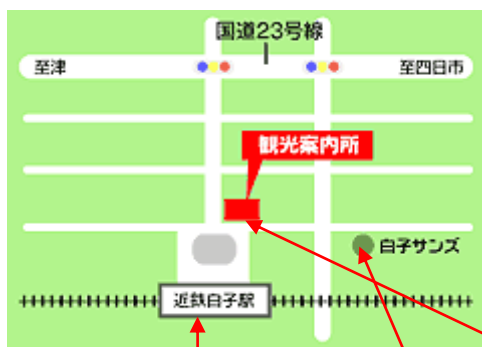 国道23号線
至津
至四日市
観光案内所
白子サンズ
近鉄白子駅